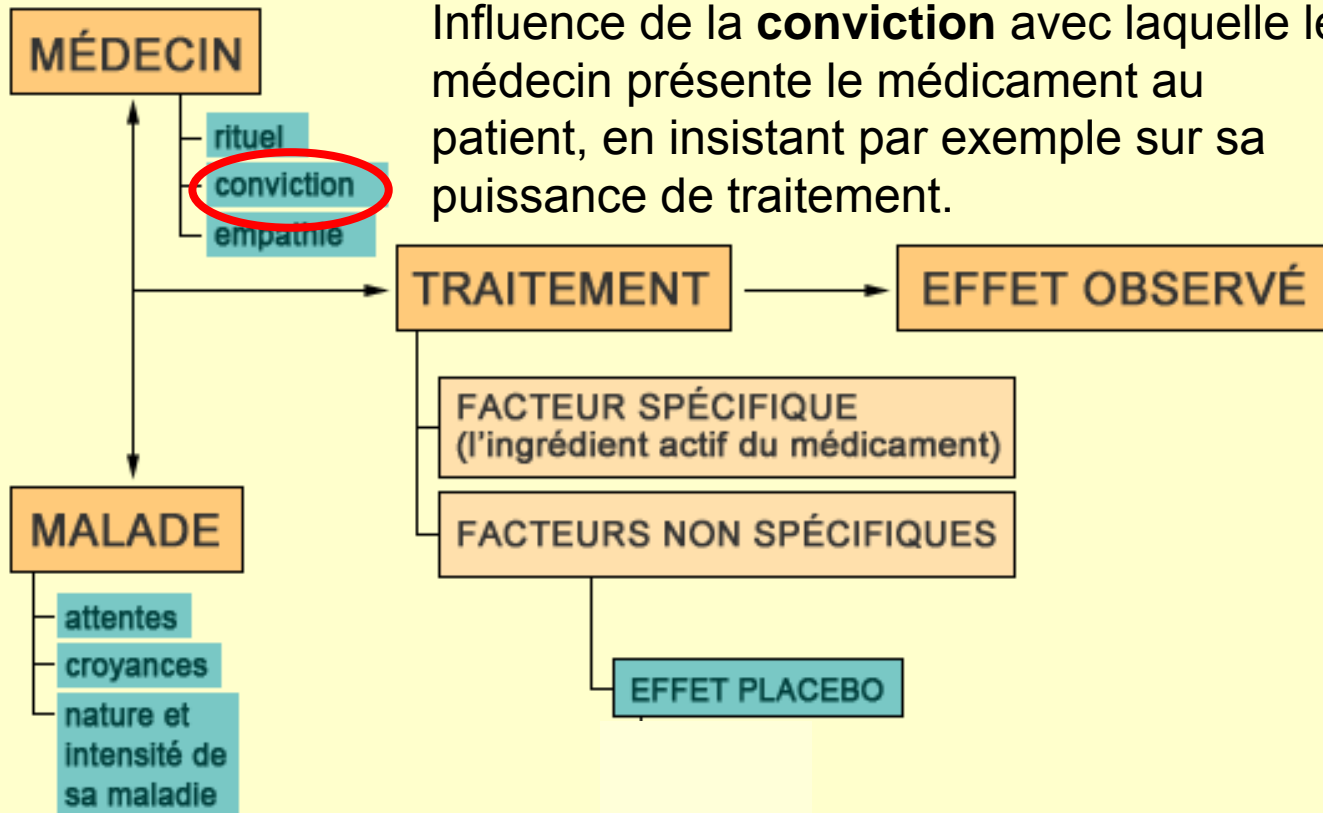 MÉDECIN
rituel
conviction
empathie
Influence de la conviction avec laquelle le
médecin présente le médicament au
patient, en insistant par exemple sur sa
puissance de traitement.
TRAITEMENT
EFFET OBSERVÉ
FACTEUR SPÉCIFIQUE
(l'ingrédient actif du médicament)
FACTEURS NON SPÉCIFIQUES
EFFET PLACEBO
MALADE
attentes
croyances
nature et
intensité de
sa maladie